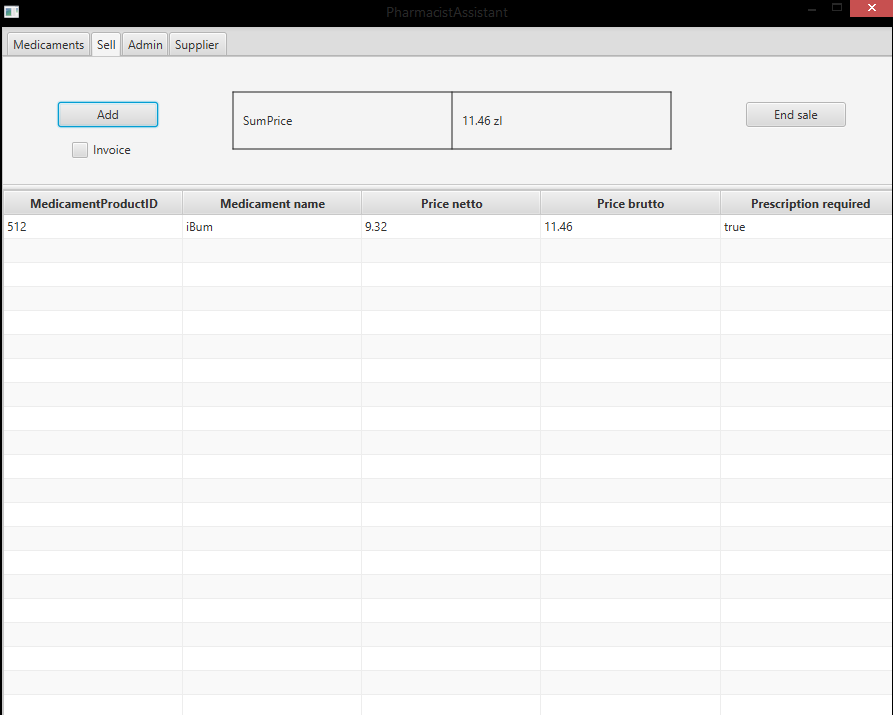 PharmacistAssistant
Medicaments Sell Admin Supplier
Add SumPrice 11.46 zl End sale
Invoice
MedicamentProductID Medicament name Price netto Price brutto Prescription required
512 iBum 9.32 11.46 true